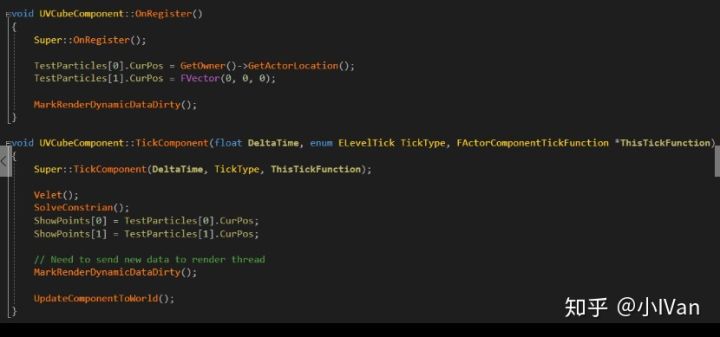 void UVCubeComponent::OnRegister()
{
Super::OnRegister();
TestParticles[0].CurPos = GetOwner()->GetActorLocation();
TestParticles[1].CurPos = FVector(0, 0, 0);
MarkRenderDynamicDataDirty();
}
void UVCubeComponent::TickComponent(float DeltaTime, enum ELevelTick TickType, FActorComponentTickFunction *ThisTickFunction)
{
Super::TickComponent(DeltaTime, TickType, ThisTickFunction);
Velet();
SolveConstrian();
ShowPoints[0] = TestParticles[0].CurPos;
ShowPoints[1] = TestParticles[1].CurPos;
// Need to send new data to render thread
MarkRenderDynamicDataDirty();
UpdateComponentToWorld();
}
知乎 @小IVan